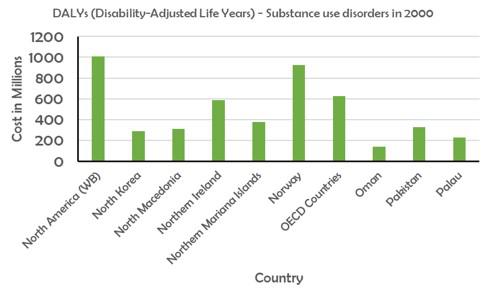 DALYs (Disability-Adjusted Life Years) - Substance use disorders in 2000
Cost in Millions
1200
1000
800
600
400
200
0
North America (WB)
North Korea
North Macedonia
Northern Ireland
Northern Mariana Islands
Norway
OECD Countries
Oman
Pakistan
Palau
Country